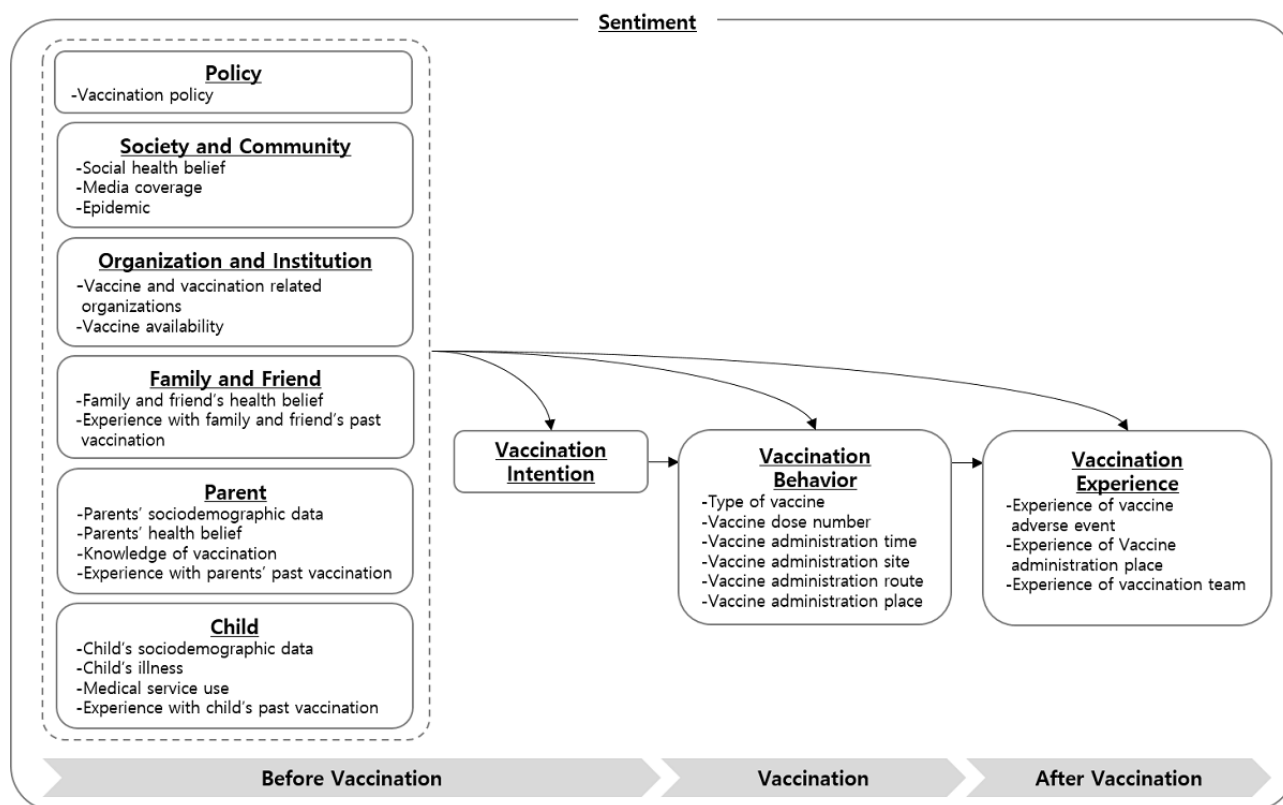 Sentiment
Policy
-Vaccination policy
Society and Community
-Social health belief
-Media coverage
-Epidemic
Organization and Institution
-Vaccine and vaccination related
organizations
-Vaccine availability
Family and Friend
-Family and friend's health belief
-Experience with family and friend's past
vaccination
Parent
-Parents' sociodemographic data
-Parents' health belief
-Knowledge of vaccination
-Experience with parents' past vaccination
Child
-Child's sociodemographic data
-Child's illness
-Medical service use
-Experience with child's past vaccination
Vaccination
Intention
Vaccination
Behavior
-Type of vaccine
-Vaccine dose number
-Vaccine administration time
-Vaccine administration site
-Vaccine administration route
-Vaccine administration place
Vaccination
Experience
-Experience of vaccine
adverse event
-Experience of Vaccine
administration place
-Experience of vaccination team
Before Vaccination
Vaccination
After Vaccination